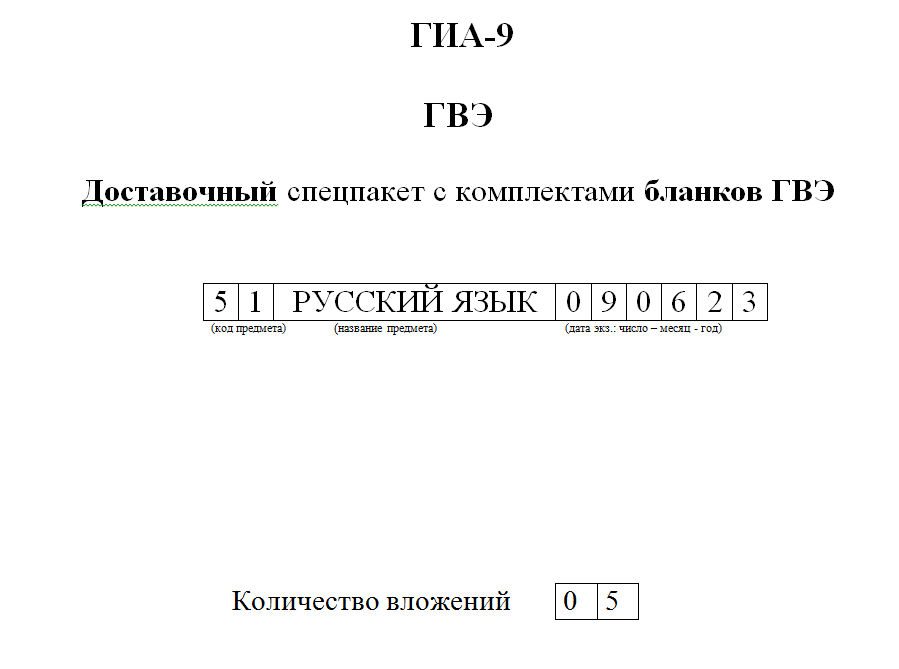 ГИА-9
ГВЭ
Доставочный спецпакет с комплектами бланков ГВЭ
5 1 РУССКИЙ ЯЗЫК 0 9 0 6 2 3
(код предмета) (название предмета) (дата экз.: число – месяц - год)
Количество вложений 0 5